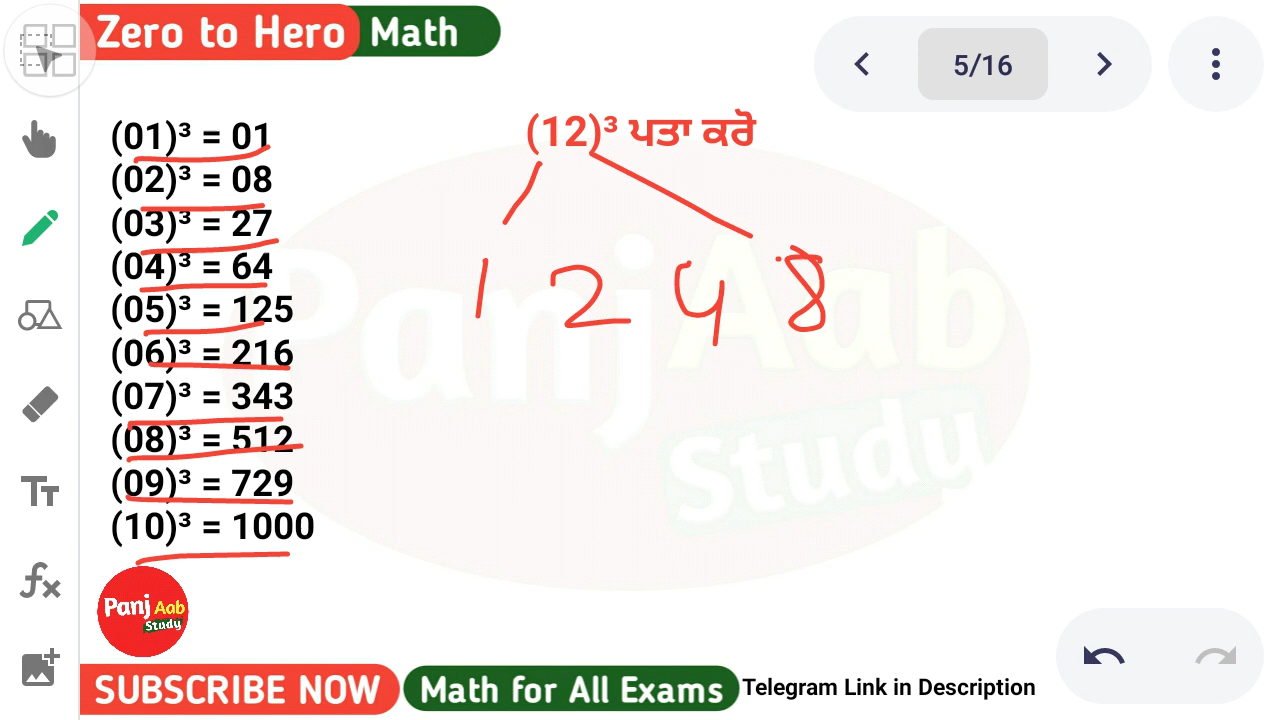 Zero to Hero Math
5/16
(01)³ = 01
(02)³ = 08
(03)³ = 27
(04)³ = 64
(05)³ = 125
(06)³ = 216
(07)³ = 343
(08)³ = 512
(09)³ = 729
(10)³ = 1000
(12)³ ਪਤਾ ਕਰੋ
1 2 4 8
PanjAab
Study
TT
fx
Panj Aab
Study
SUBSCRIBE NOW Math for All Exams Telegram Link in Description